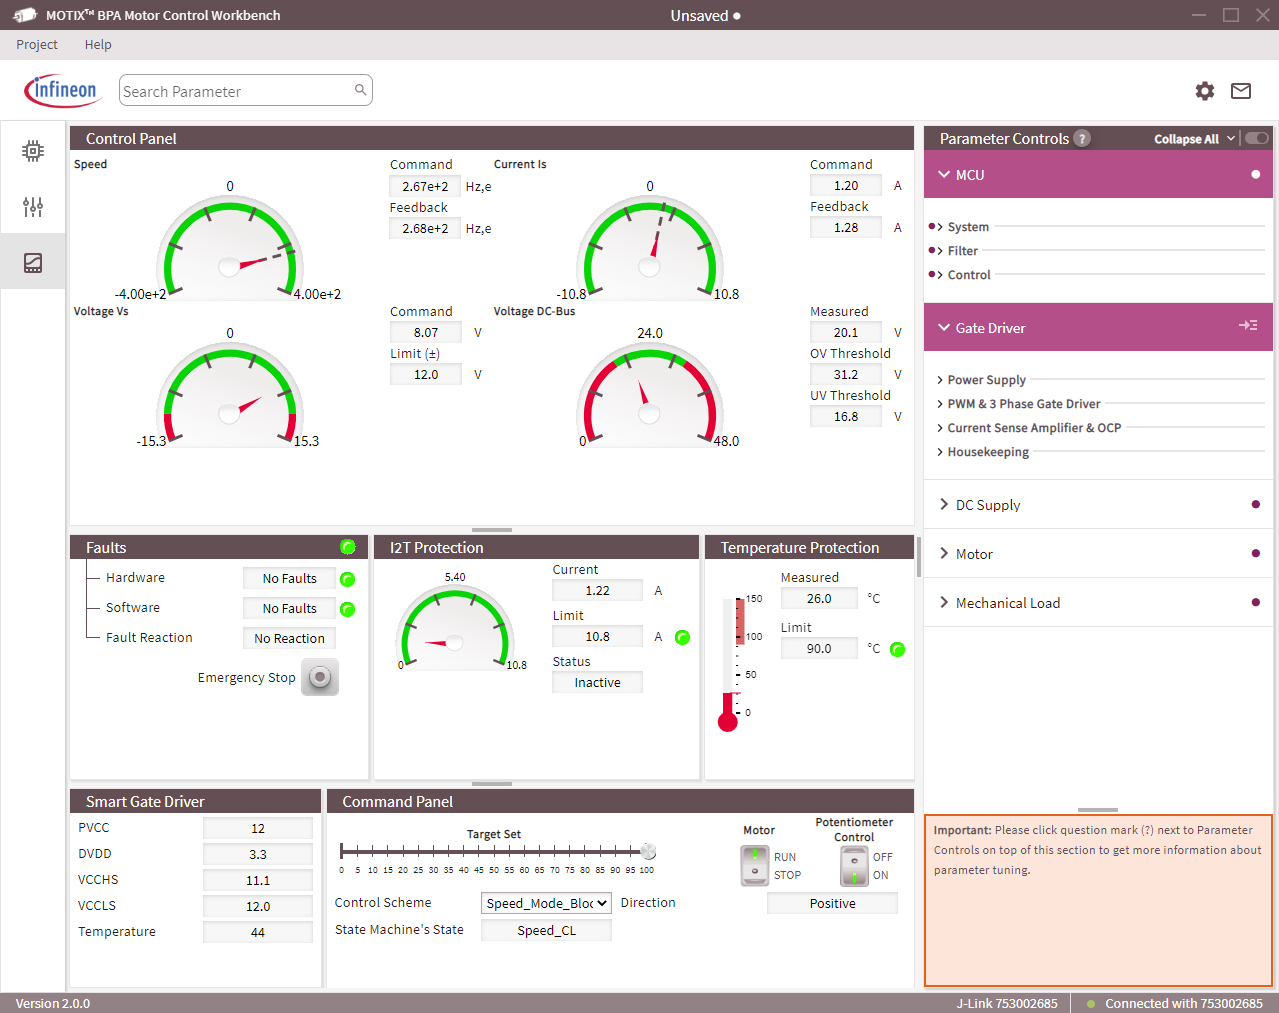 MOTIX™ BPA Motor Control Workbench
Unsaved
Project Help
infineon
Search Parameter
Control Panel
Speed
0
-4.00e+2
4.00e+2
Command
2.67e+2 Hz,e
Feedback
2.68e+2 Hz,e
Current Is
0
-10.8
10.8
Command
1.20 A
Feedback
1.28 A
Voltage Vs
0
-15.3
15.3
Command
8.07 V
Limit (±)
12.0 V
Voltage DC-Bus
24.0
0
48.0
Measured
20.1 V
OV Threshold
31.2 V
UV Threshold
16.8 V
Faults
Hardware No Faults
Software No Faults
Fault Reaction No Reaction
Emergency Stop
I2T Protection
5.40
0
10.8
Current
1.22 A
Limit
10.8 A
Status
Inactive
Temperature Protection
150
100
50
0
Measured
26.0 °C
Limit
90.0 °C
Smart Gate Driver
PVCC 12
DVDD 3.3
VCCHS 11.1
VCCLS 12.0
Temperature 44
Command Panel
Target Set
0 5 10 15 20 25 30 35 40 45 50 55 60 65 70 75 80 85 90 95 100
Motor
RUN
STOP
Potentiometer
Control
OFF
ON
Control Scheme Speed_Mode_Bloc Direction Positive
State Machine's State Speed_CL
Parameter Controls ? Collapse All
MCU
System
Filter
Control
Gate Driver
Power Supply
PWM & 3 Phase Gate Driver
Current Sense Amplifier & OCP
Housekeeping
DC Supply
Motor
Mechanical Load
Important: Please click question mark (?) next to Parameter
Controls on top of this section to get more information about
parameter tuning.
Version 2.0.0
J-Link 753002685
Connected with 753002685